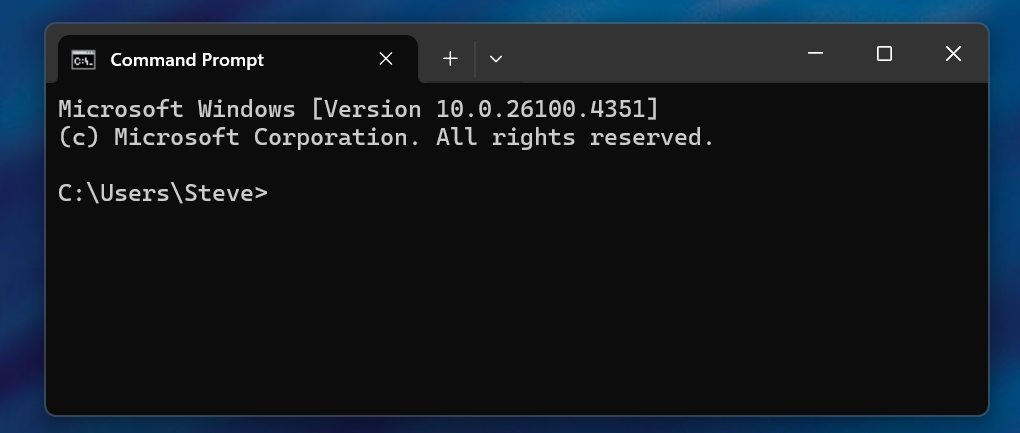 Command Prompt
Microsoft Windows [Version 10.0.26100.4351]
(c) Microsoft Corporation. All rights reserved.
C:\Users\Steve>